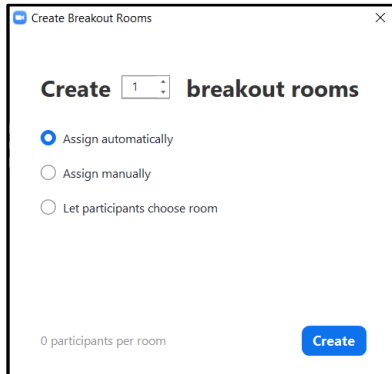 Create Breakout Rooms
Create 1 breakout rooms
Assign automatically
Assign manually
Let participants choose room
0 participants per room
Create